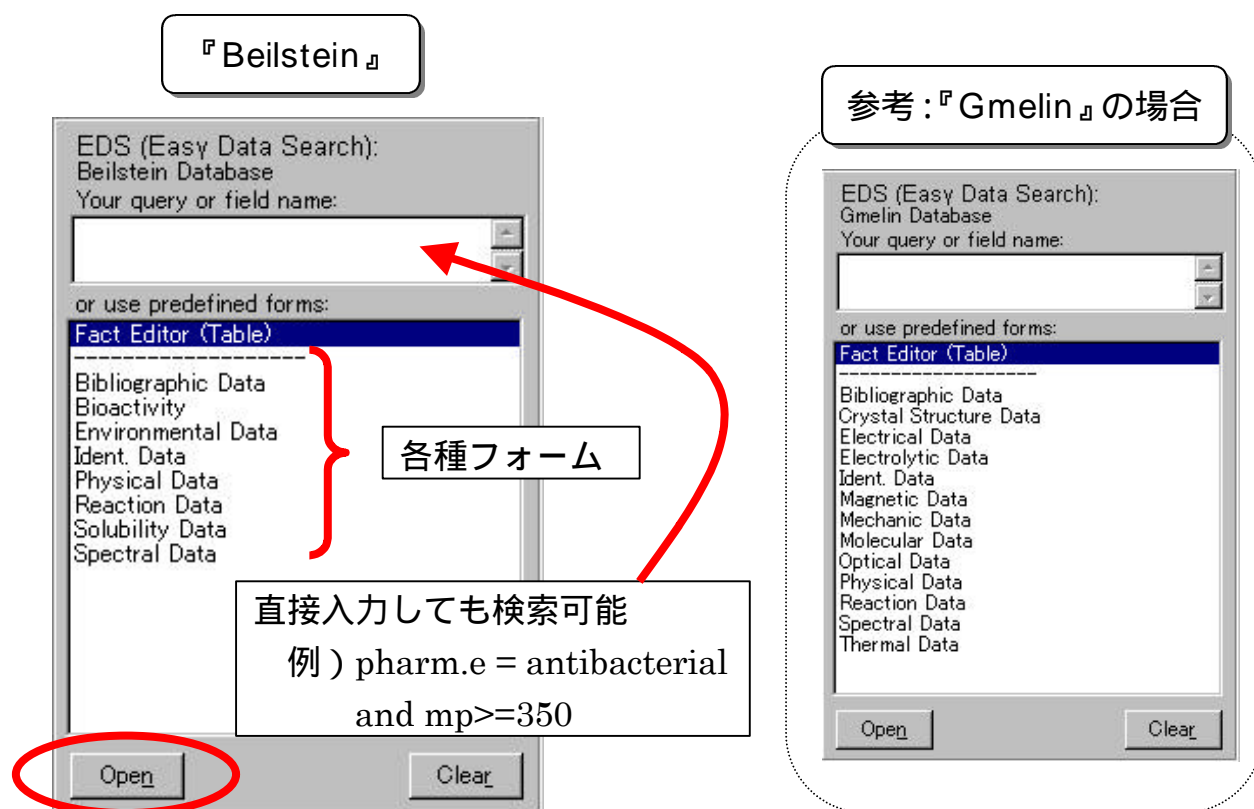 『Beilstein』
EDS (Easy Data Search):
Beilstein Database
Your query or field name:
or use predefined forms:
Fact Editor (Table)
--------------------
Bibliographic Data
Bioactivity
Environmental Data
Ident. Data
Physical Data
Reaction Data
Solubility Data
Spectral Data
各種フォーム
直接入力しても検索可能
例）pharm.e = antibacterial
and mp>=350
Open
Clear
参考：『Gmelin』の場合
EDS (Easy Data Search):
Gmelin Database
Your query or field name:
or use predefined forms:
Fact Editor (Table)
--------------------
Bibliographic Data
Crystal Structure Data
Electrical Data
Electrolytic Data
Ident. Data
Magnetic Data
Mechanic Data
Molecular Data
Optical Data
Physical Data
Reaction Data
Spectral Data
Thermal Data
Open
Clear